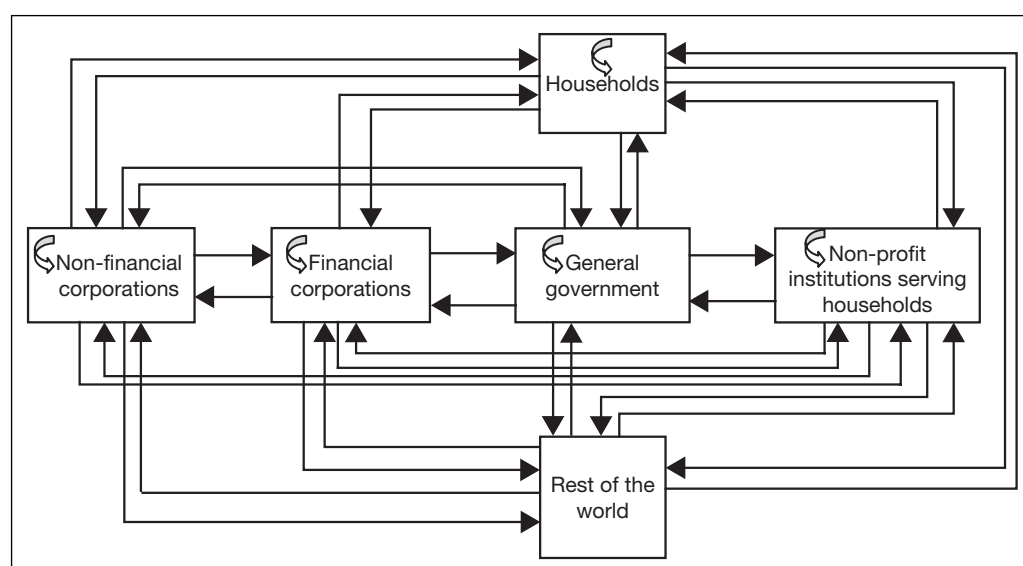 Households
Non-financial
corporations
Financial
corporations
General
government
Non-profit
institutions serving
households
Rest of the
world